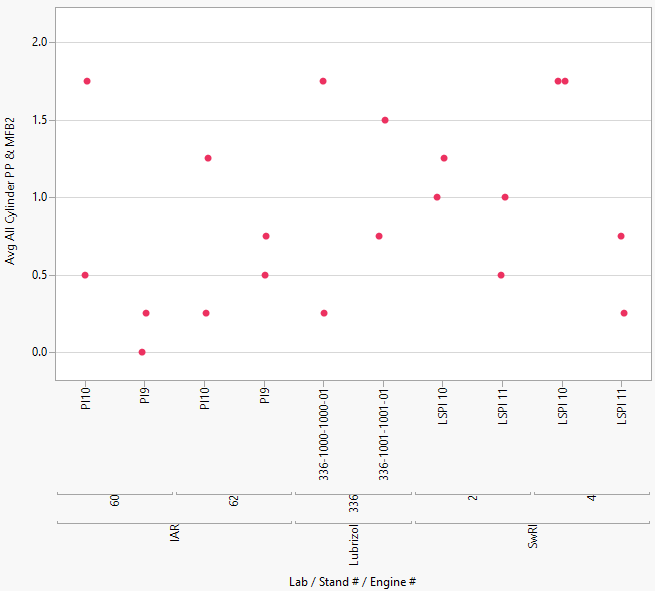 Avg All Cylinder PP & MFB2
2.0
1.5
1.0
0.5
0.0
PI10
PI9
PI10
PI9
336-1000-1000-01
336-1001-1001-01
LSPI 10
LSPI 11
LSPI 10
LSPI 11
60
62
336
2
4
IAR
Lubrizol
SwRI
Lab / Stand # / Engine #